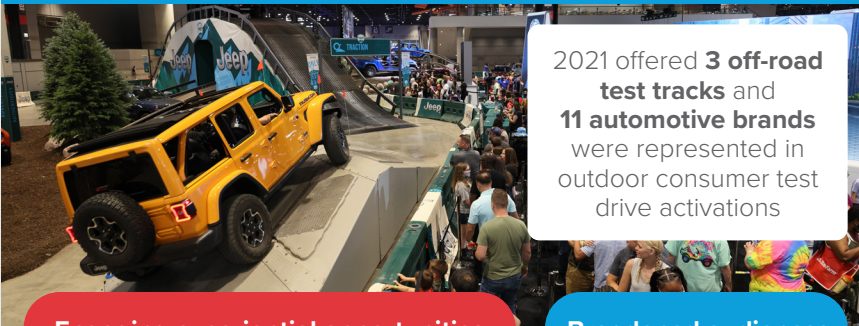 Jeep
Jeep
TRACTION
Jeep
2021 offered 3 off-road
test tracks and
11 automotive brands
were represented in
outdoor consumer test
drive activations